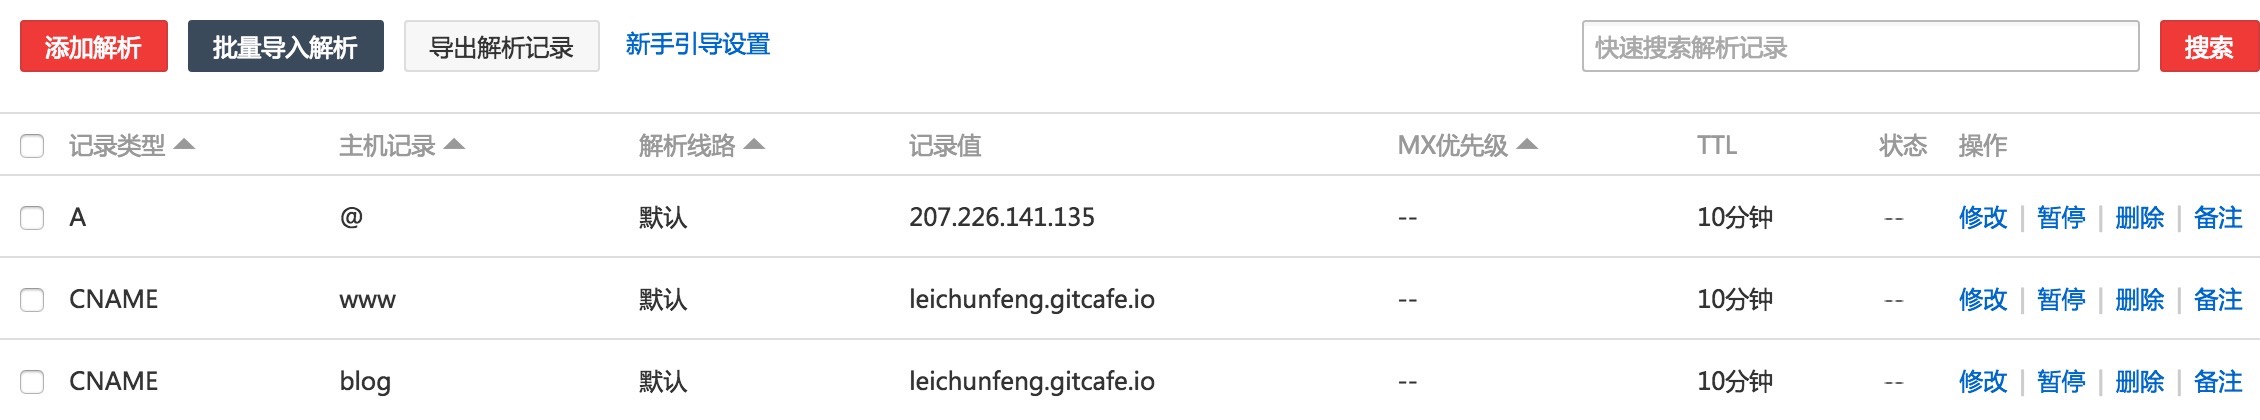 添加解析 批量导入解析 导出解析记录 新手引导设置 快速搜索解析记录 搜索
记录类型 主机记录 解析线路 记录值 MX优先级 TTL 状态 操作
A @ 默认 207.226.141.135 -- 10分钟 -- 修改 | 暂停 | 删除 | 备注
CNAME www 默认 leichunfeng.gitcafe.io -- 10分钟 -- 修改 | 暂停 | 删除 | 备注
CNAME blog 默认 leichunfeng.gitcafe.io -- 10分钟 -- 修改 | 暂停 | 删除 | 备注